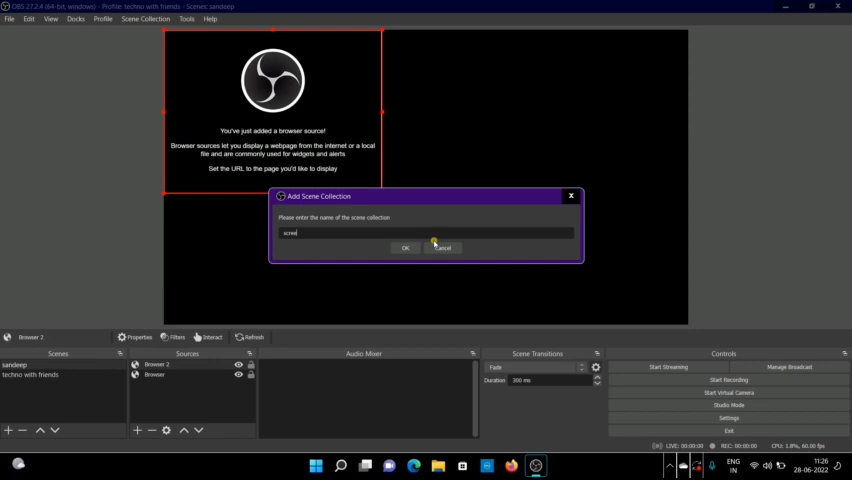 OBS 27.2.4 (64-bit, windows) - Profile: techno with friends - Scenes: sandeep
File Edit View Docks Profile Scene Collection Tools Help
You've just added a browser source!
Browser sources let you display a webpage from the internet or a local
file and are commonly used for widgets and alerts
Set the URL to the page you'd like to display
Add Scene Collection
Please enter the name of the scene collection
scree
OK Cancel
Browser 2 Properties Filters Interact Refresh
Scenes Sources Audio Mixer Scene Transitions Controls
sandeep
techno with friends
Browser 2
Browser
Fade
Duration 300 ms
Start Streaming Manage Broadcast
Start Recording
Start Virtual Camera
Studio Mode
Settings
Exit
LIVE: 00:00:00 REC: 00:00:00 CPU: 1.8%, 60.00 fps
ENG
IN
11:26
28-06-2022